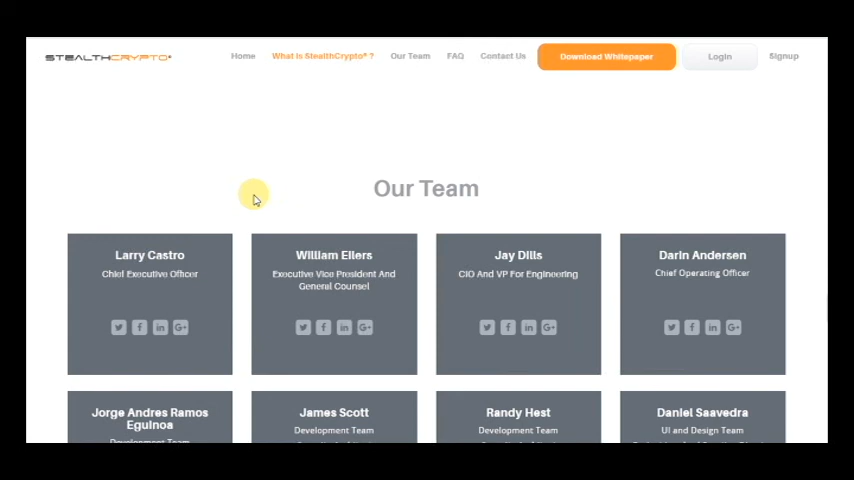 STEALTHCRYPTO
Home What Is StealthCrypto® ? Our Team FAQ Contact Us Download Whitepaper Login Signup
Our Team
Larry Castro William Ellers Jay Dills Darin Andersen
Chief Executive Officer Executive Vice President And CIO And VP For Engineering Chief Operating Officer
General Counsel
Jorge Andres Ramos James Scott Randy Hest Daniel Saavedra
Eguinoa Development Team Development Team UI and Design Team
Development Team